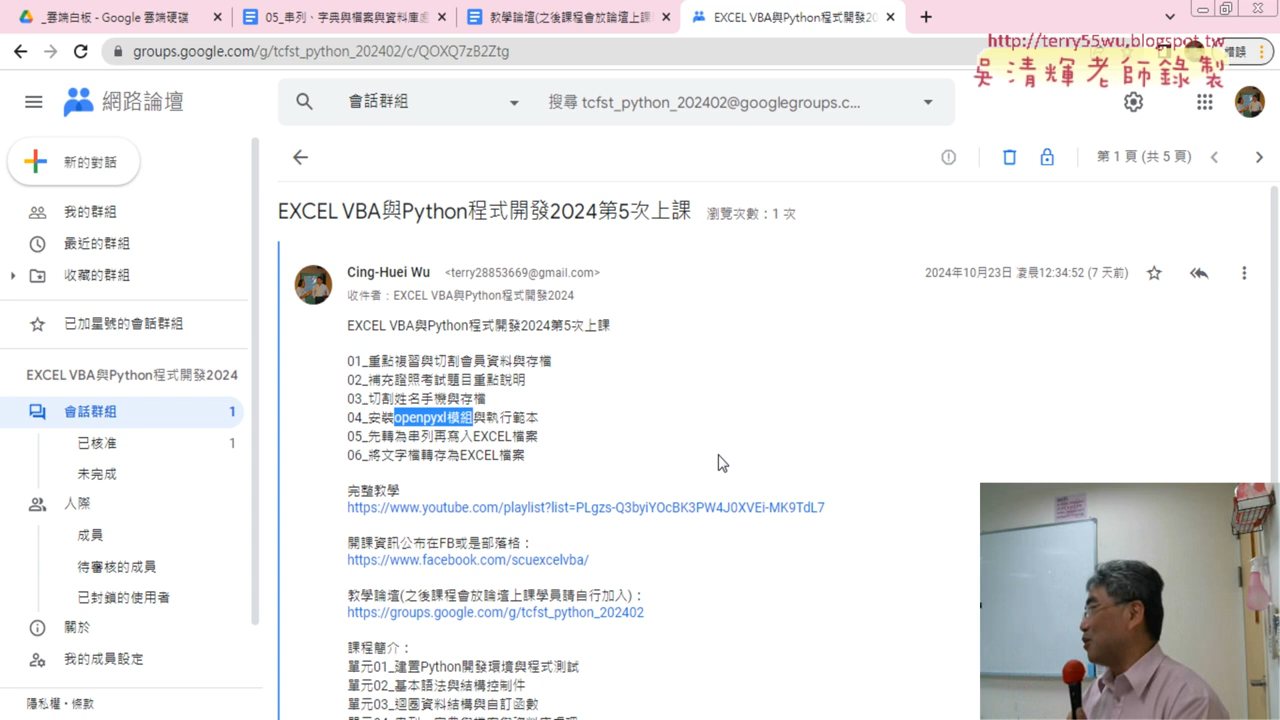 _雲端白板 - Google 雲端硬碟
05_串列、字典與檔案與資料庫處
教學論壇(之後課程會放論壇上課
EXCEL VBA與Python程式開發20
groups.google.com/g/tcfst_python_202402/c/QOXQ7zB2Ztg
http://terry55wu.blogspot.tw
吳清輝老師錄製
網路論壇
會話群組
搜尋 tcfst_python_202402@googlegroups.c...
新的對話
第 1 頁 (共 5 頁)
我的群組
最近的群組
收藏的群組
已加星號的會話群組
EXCEL VBA與Python程式開發2024
會話群組 1
已核准 1
未完成
人際
成員
待審核的成員
已封鎖的使用者
關於
我的成員設定
隱私權・條款
EXCEL VBA與Python程式開發2024第5次上課 瀏覽次數:1 次
Cing-Huei Wu <terry28853669@gmail.com>
2024年10月23日 凌晨12:34:52 (7 天前)
收件者:EXCEL VBA與Python程式開發2024
EXCEL VBA與Python程式開發2024第5次上課
01_重點複習與切割會員資料與存檔
02_補充證照考試題目重點說明
03_切割姓名手機與存檔
04_安裝openpyxl模組與執行範本
05_先轉為串列再寫入EXCEL檔案
06_將文字檔轉存為EXCEL檔案
完整教學
https://www.youtube.com/playlist?list=PLgzs-Q3byiYOcBK3PW4J0XVEi-MK9TdL7
開課資訊公布在FB或是部落格:
https://www.facebook.com/scuexcelvba/
教學論壇(之後課程會放論壇上課學員請自行加入):
https://groups.google.com/g/tcfst_python_202402
課程簡介:
單元01_建置Python開發環境與程式測試
單元02_基本語法與結構控制件
單元03_迴圈資料結構與自訂函數